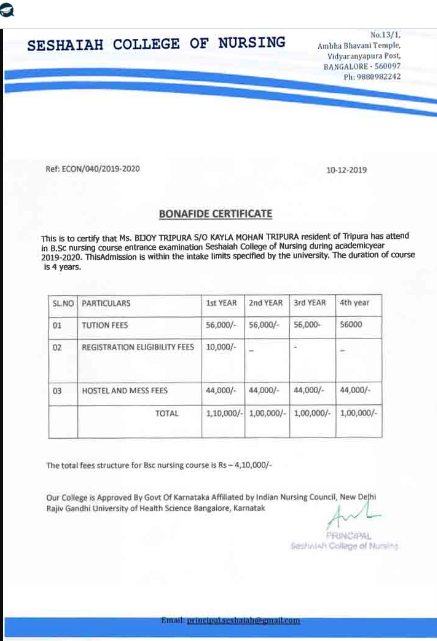 SESHAIAH COLLEGE OF NURSING
No.13/1,
Ambha Bhavani Temple,
Vidyaranyapura Post,
BANGALORE - 560097
Ph: 9880982242
Ref: ECON/040/2019-2020
10-12-2019
BONAFIDE CERTIFICATE
This is to certify that Ms. BIJOY TRIPURA S/O KAYLA MOHAN TRIPURA resident of Tripura has attend
in B.Sc nursing course entrance examination Seshaiah College of Nursing during academicyear
2019-2020. ThisAdmission is within the intake limits specified by the university. The duration of course
is 4 years.
SL.NO PARTICULARS 1st YEAR 2nd YEAR 3rd YEAR 4th year
01 TUTION FEES 56,000/- 56,000/- 56,000- 56000
02 REGISTRATION ELIGIBILITY FEES 10,000/- – - –
03 HOSTEL AND MESS FEES 44,000/- 44,000/- 44,000/- 44,000/-
TOTAL 1,10,000/- 1,00,000/- 1,00,000/- 1,00,000/-
The total fees structure for Bsc nursing course is Rs – 4,10,000/-
Our College is Approved By Govt Of Karnataka Affiliated by Indian Nursing Council, New Delhi
Rajiv Gandhi University of Health Science Bangalore, Karnatak
PRINCIPAL
Seshaiah College of Nursing
Email: principal.seshaiah@gmail.com